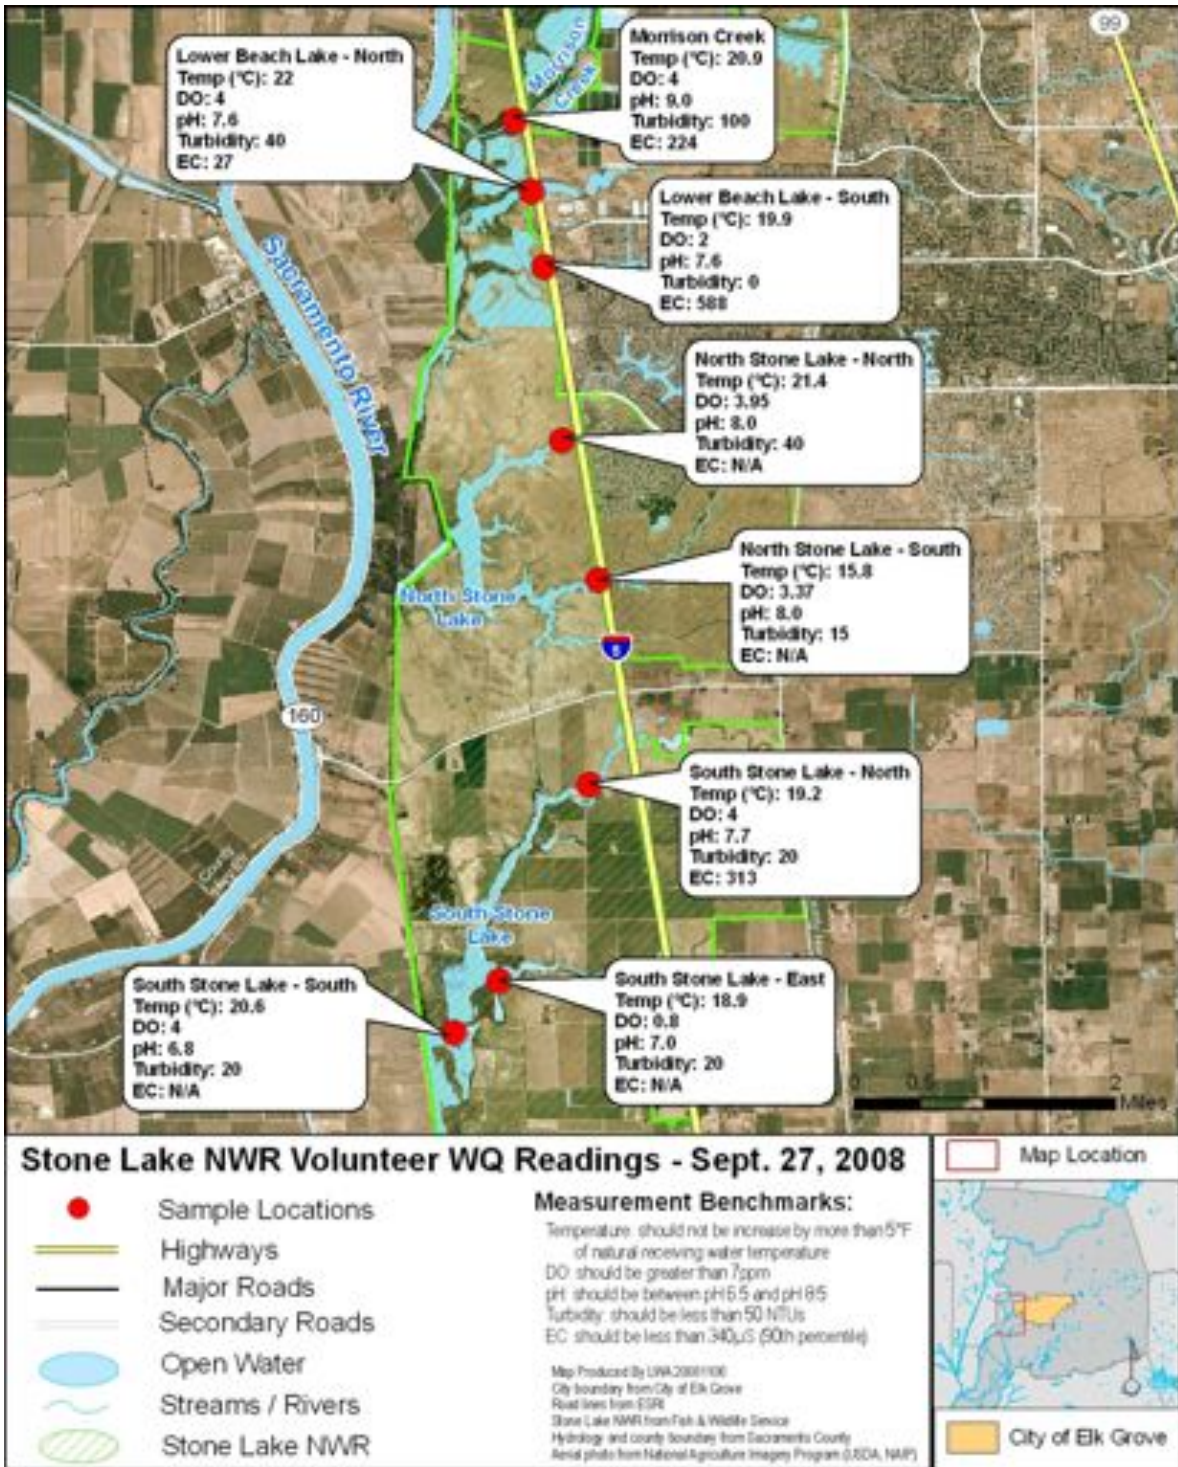 99
Lower Beach Lake - North
Temp (°C): 22
DO: 4
pH: 7.6
Turbidity: 40
EC: 27
Morrison Creek
Temp (°C): 20.9
DO: 4
pH: 9.0
Turbidity: 100
EC: 224
Morrison
Creek
Lower Beach Lake - South
Temp (°C): 19.9
DO: 2
pH: 7.6
Turbidity: 0
EC: 588
Sacramento River
North Stone Lake - North
Temp (°C): 21.4
DO: 3.95
pH: 8.0
Turbidity: 40
EC: N/A
North Stone Lake - South
Temp (°C): 15.8
DO: 3.37
pH: 8.0
Turbidity: 15
EC: N/A
North Stone
Lake
5
160
South Stone Lake - North
Temp (°C): 19.2
DO: 4
pH: 7.7
Turbidity: 20
EC: 313
South Stone
Lake
South Stone Lake - South
Temp (°C): 20.6
DO: 4
pH: 6.8
Turbidity: 20
EC: N/A
South Stone Lake - East
Temp (°C): 18.9
DO: 0.8
pH: 7.0
Turbidity: 20
EC: N/A
0 0.5 1 2
Miles
Stone Lake NWR Volunteer WQ Readings - Sept. 27, 2008
Sample Locations
Highways
Major Roads
Secondary Roads
Open Water
Streams / Rivers
Stone Lake NWR
Measurement Benchmarks:
Temperature: should not be increase by more than 5°F
of natural receiving water temperature
DO: should be greater than 7ppm
pH: should be between pH 6.5 and pH 8.5
Turbidity: should be less than 50 NTUs
EC: should be less than 340µS (90th percentile)
Map Produced By LWA
City boundary from City of Elk Grove
Road lines from ESRI
Stone Lake NWR from Fish & Wildlife Service
Hydrology and county boundary from Sacramento County
Aerial photo from National Agriculture Imagery Program (USDA, NAIP)
Map Location
City of Elk Grove